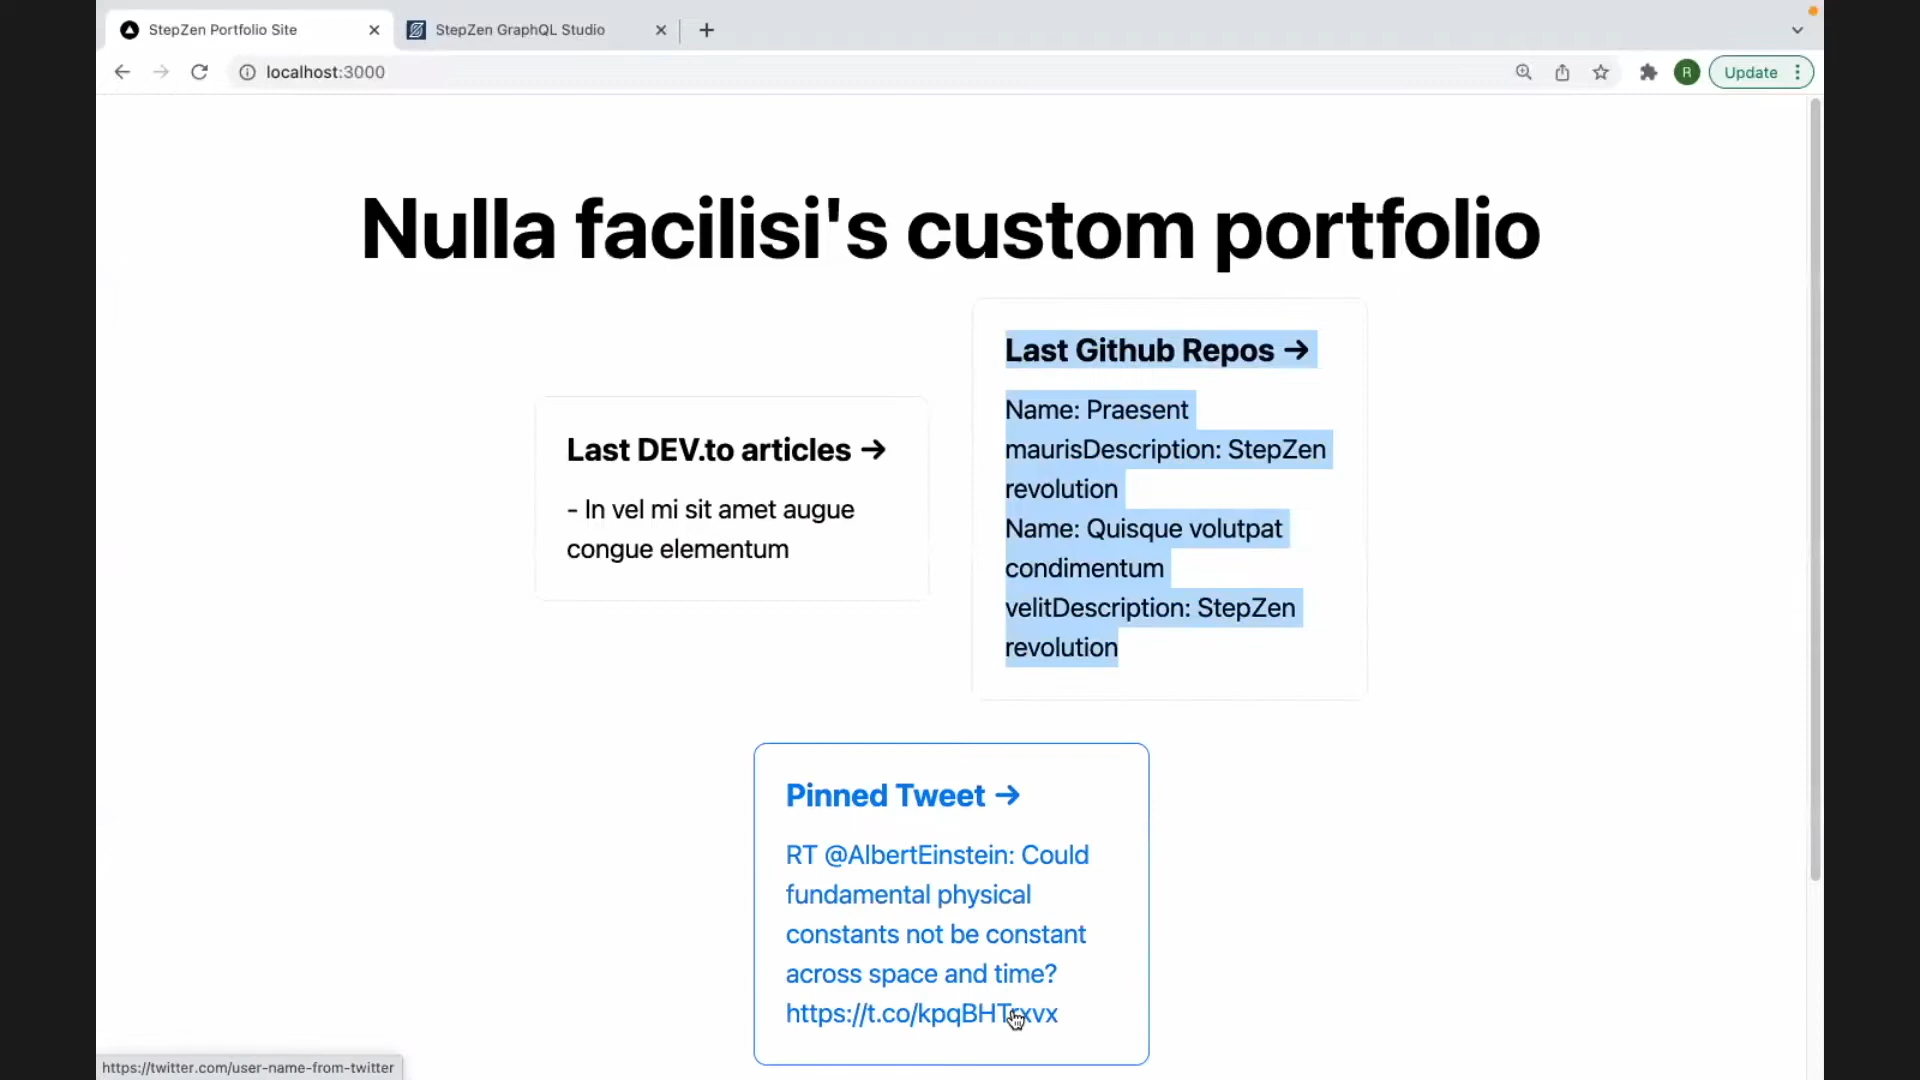 StepZen Portfolio Site
StepZen GraphQL Studio
localhost:3000
R
Update
Nulla facilisi's custom portfolio
Last DEV.to articles →
- In vel mi sit amet augue
congue elementum
Last Github Repos →
Name: Praesent
maurisDescription: StepZen
revolution
Name: Quisque volutpat
condimentum
velitDescription: StepZen
revolution
Pinned Tweet →
RT @AlbertEinstein: Could
fundamental physical
constants not be constant
across space and time?
https://twitter.com/user-name-from-twitter